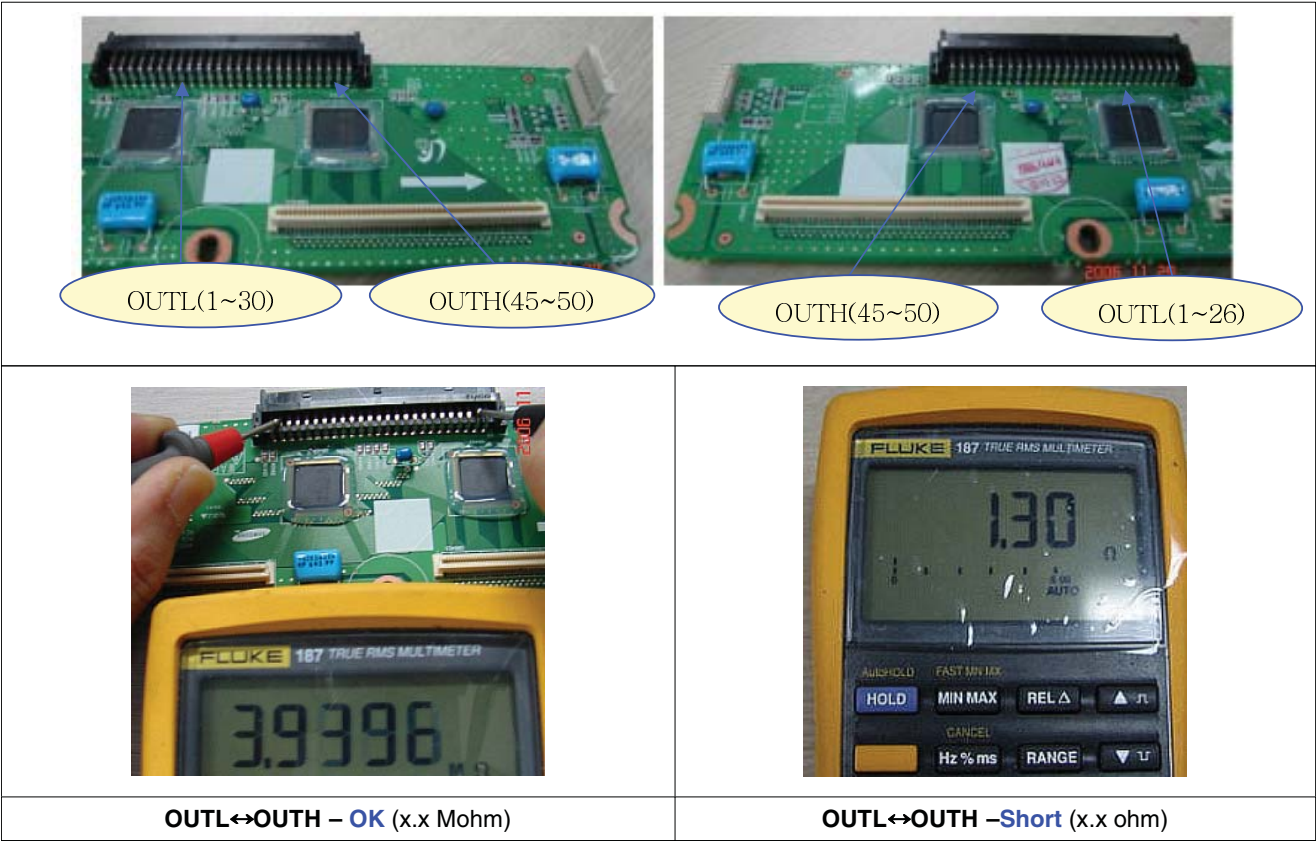 OUTL(1~30)
OUTH(45~50)
OUTH(45~50)
OUTL(1~26)
2006 11
FLUKE 187 TRUE RMS MULTIMETER
3.9396
FLUKE 187 TRUE RMS MULTIMETER
1.30 Ω
0
AUTO
AutoHOLD FAST MN MX
HOLD MIN MAX REL Δ ▲
CANCEL
Hz % ms RANGE ▼
OUTL↔OUTH – OK (x.x Mohm)
OUTL↔OUTH –Short (x.x ohm)